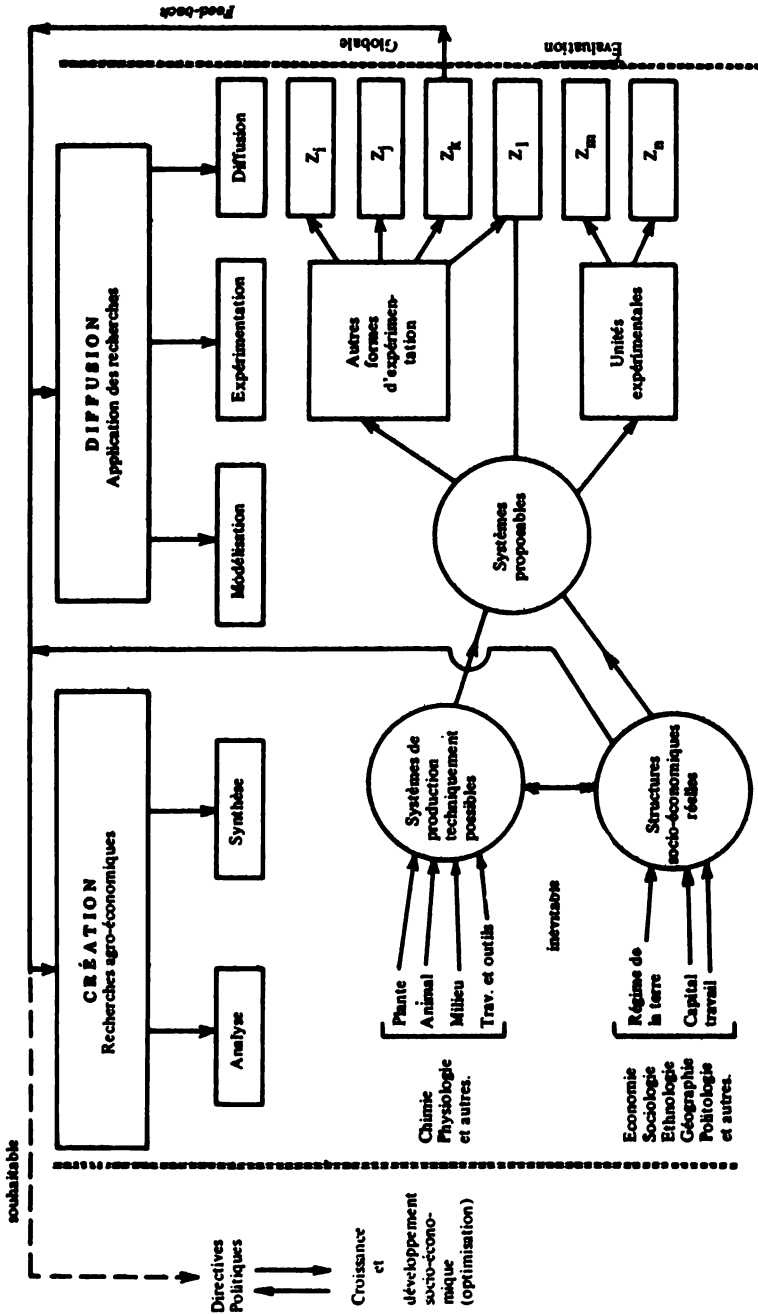 souhaitable
Feed-back
CRÉATION
Recherches agro-économiques
DIFFUSION
Application des recherches
Analyse
Synthèse
Modélisation
Expérimentation
Diffusion
Directives
Politiques
Croissance
et
développement
socio-écono-
mique
(optimisation)
Chimie
Physiologie
et autres.
Plante
Animal
Milieu
Trav. et outils
Systèmes de
production
techniquement
possibles
inévitable
Economie
Sociologie
Ethnologie
Géographie
Politologie
et autres.
Régime de
la terre
Capital
travail
Structures
socio-économiques
réelles
Systèmes
proposables
Autres
formes
d'expérimen-
tation
Unités
expérimentales
Zi
Zj
Zk
Zl
Zm
Zn
Globale
Evaluation